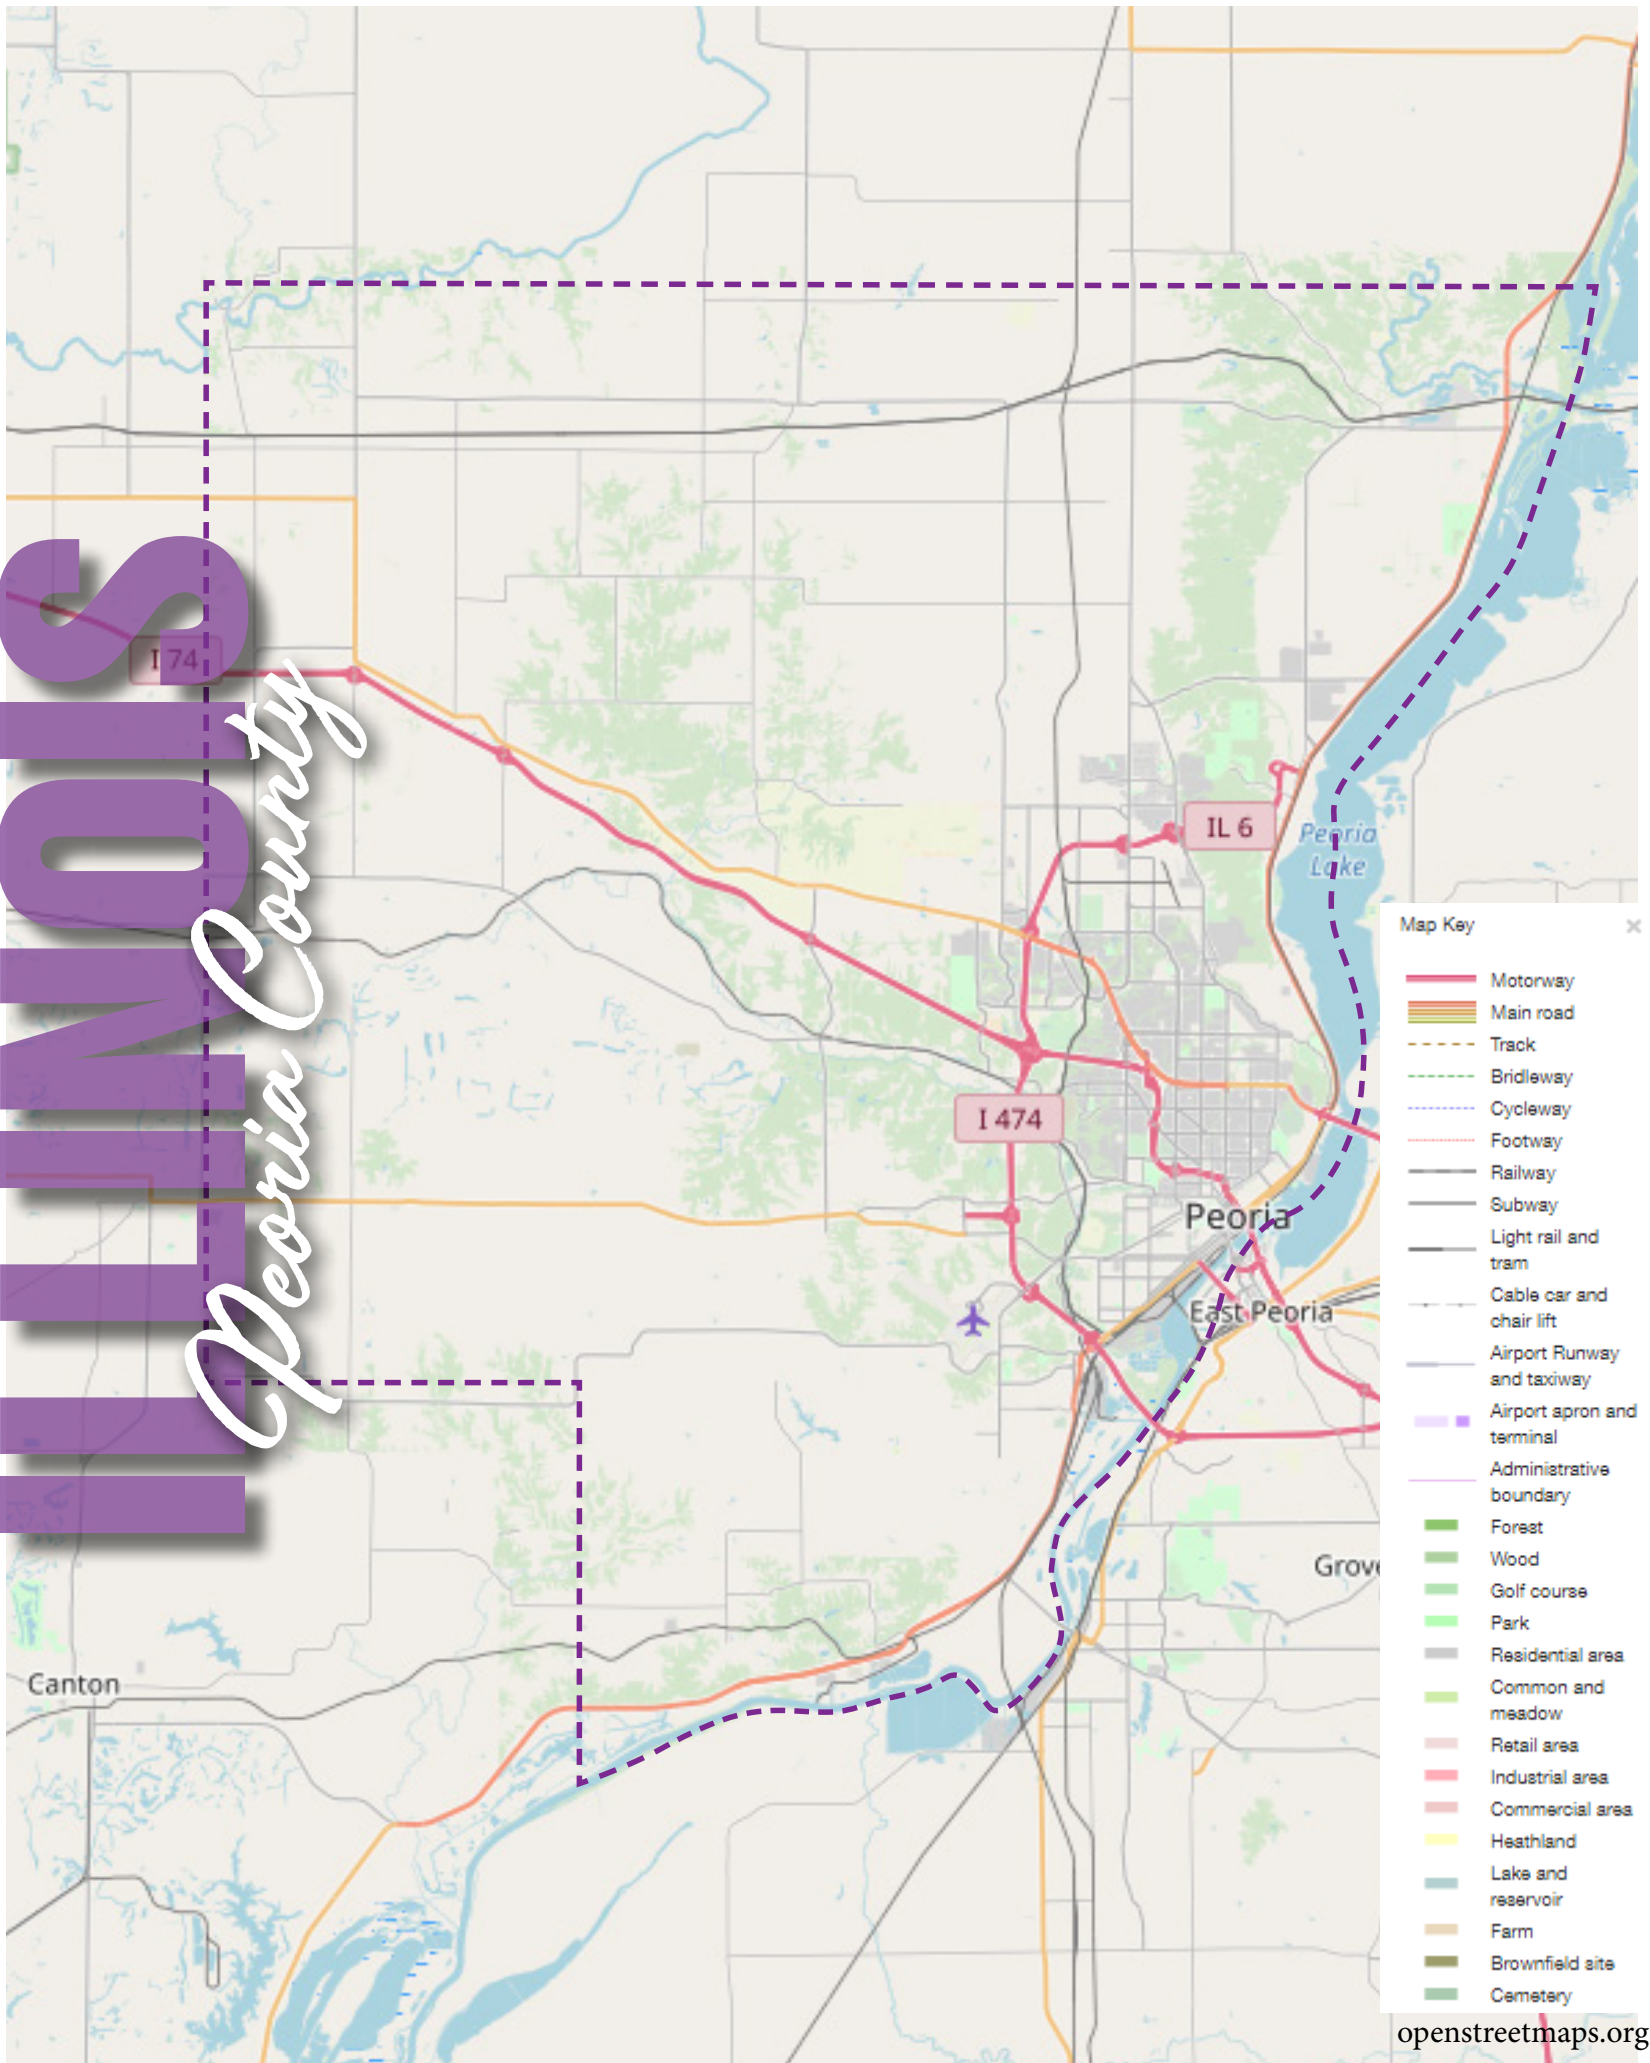 ILLINOIS
Peoria County
I 74
IL 6
Peoria
Lake
I 474
Peoria
East Peoria
Grove
Canton
Map Key
Motorway
Main road
Track
Bridleway
Cycleway
Footway
Railway
Subway
Light rail and
tram
Cable car and
chair lift
Airport Runway
and taxiway
Airport apron and
terminal
Administrative
boundary
Forest
Wood
Golf course
Park
Residential area
Common and
meadow
Retail area
Industrial area
Commercial area
Heathland
Lake and
reservoir
Farm
Brownfield site
Cemetery
openstreetmaps.org